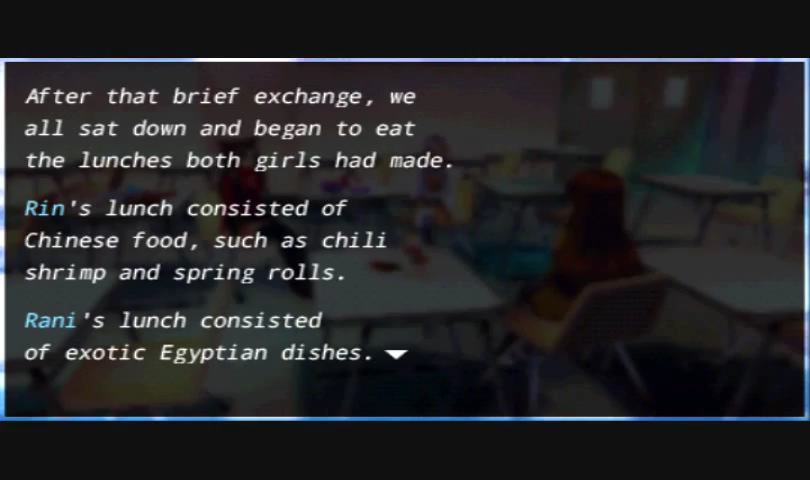 After that brief exchange, we
all sat down and began to eat
the lunches both girls had made.
Rin's lunch consisted of
Chinese food, such as chili
shrimp and spring rolls.
Rani's lunch consisted
of exotic Egyptian dishes.